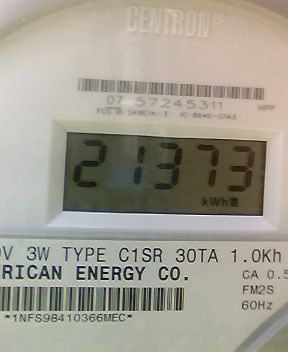 CENTRON®
07 57245311 HPP
21373
kWh
V 3W TYPE C1SR 30TA 1.0Kh
RICAN ENERGY CO.
CA 0.5
FM2S
60Hz
*1NFS98410366MEC*